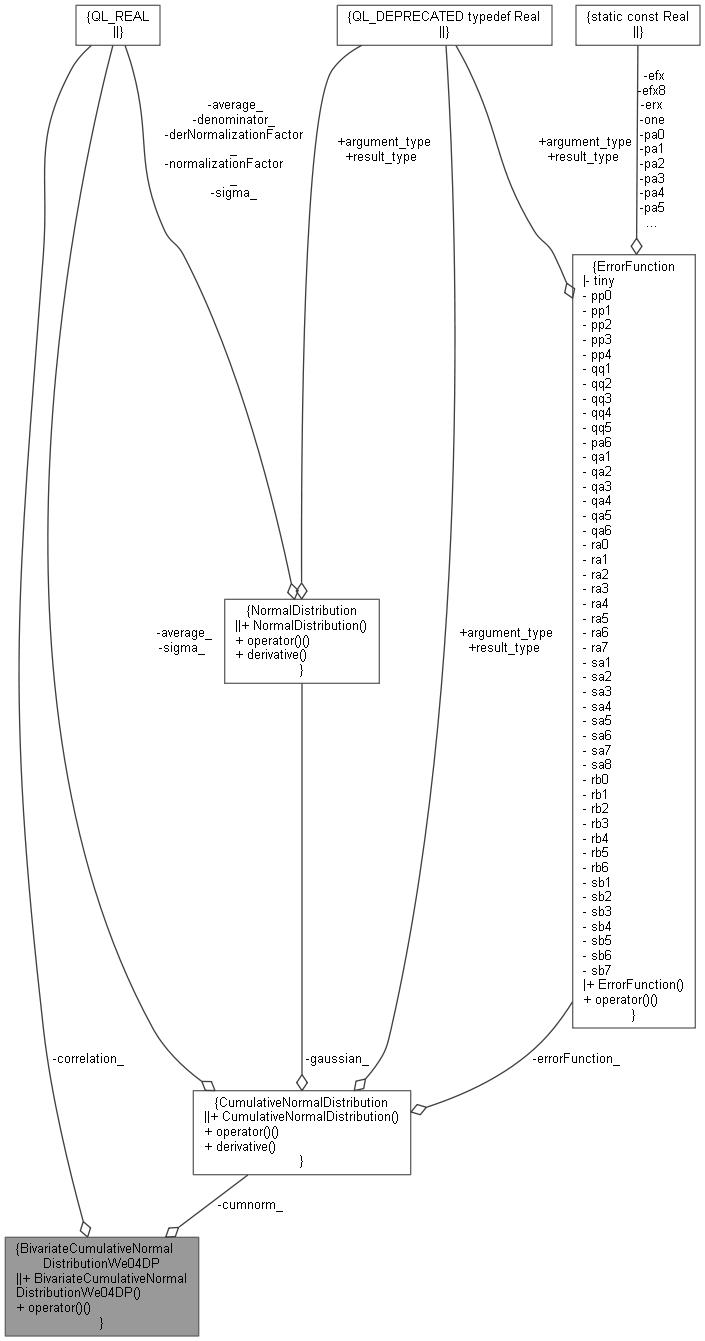 {QL_REAL
||}
{QL_DEPRECATED typedef Real
||}
{static const Real
||}
-average_
-denominator_
-derNormalizationFactor
_
-normalizationFactor
_
-sigma_
+argument_type
+result_type
+argument_type
+result_type
-efx
-efx8
-erx
-one
-pa0
-pa1
-pa2
-pa3
-pa4
-pa5
...
{ErrorFunction
|- tiny
- pp0
- pp1
- pp2
- pp3
- pp4
- qq1
- qq2
- qq3
- qq4
- qq5
- pa6
- qa1
- qa2
- qa3
- qa4
- qa5
- qa6
- ra0
- ra1
- ra2
- ra3
- ra4
- ra5
- ra6
- ra7
- sa1
- sa2
- sa3
- sa4
- sa5
- sa6
- sa7
- sa8
- rb0
- rb1
- rb2
- rb3
- rb4
- rb5
- rb6
- sb1
- sb2
- sb3
- sb4
- sb5
- sb6
- sb7
|+ ErrorFunction()
+ operator()()
}
{NormalDistribution
||+ NormalDistribution()
+ operator()()
+ derivative()
}
-average_
-sigma_
+argument_type
+result_type
-correlation_
-gaussian_
-errorFunction_
{CumulativeNormalDistribution
||+ CumulativeNormalDistribution()
+ operator()()
+ derivative()
}
-cumnorm_
{BivariateCumulativeNormal
DistributionWe04DP
||+ BivariateCumulativeNormal
DistributionWe04DP()
+ operator()()
}